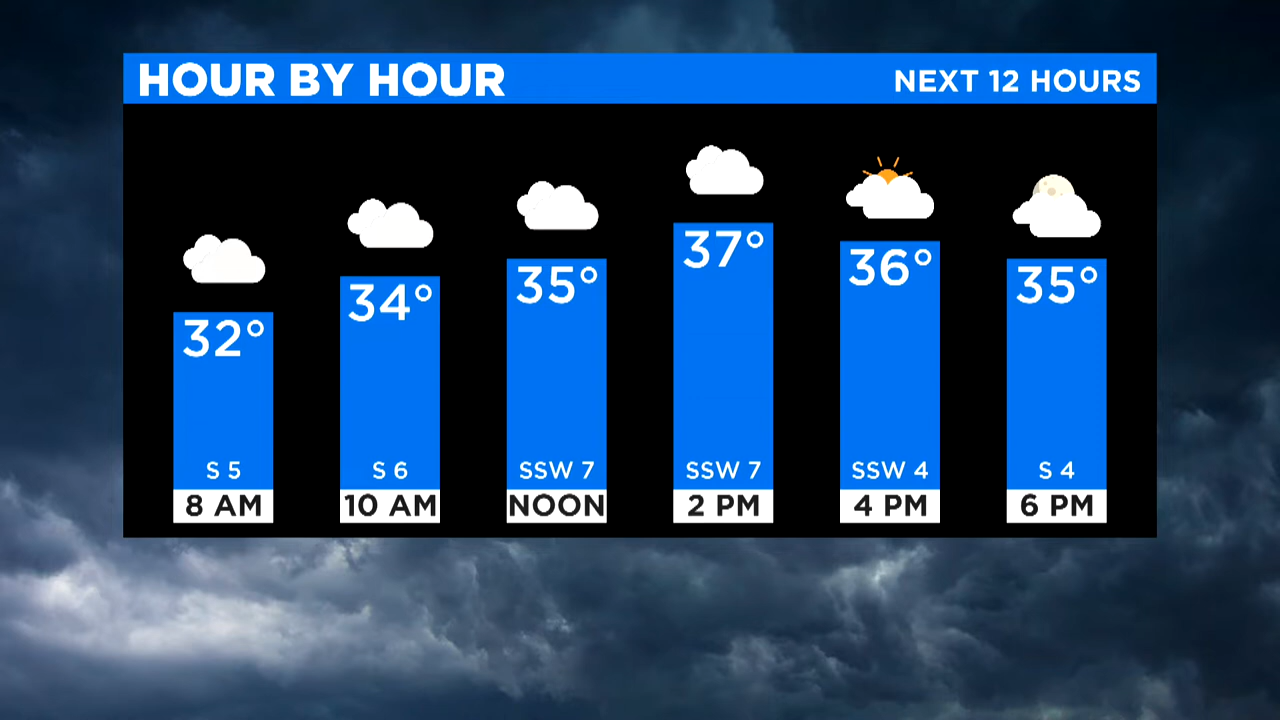 HOUR BY HOUR
NEXT 12 HOURS
32°
34°
35°
37°
36°
35°
S 5
S 6
SSW 7
SSW 7
SSW 4
S 4
8 AM
10 AM
NOON
2 PM
4 PM
6 PM